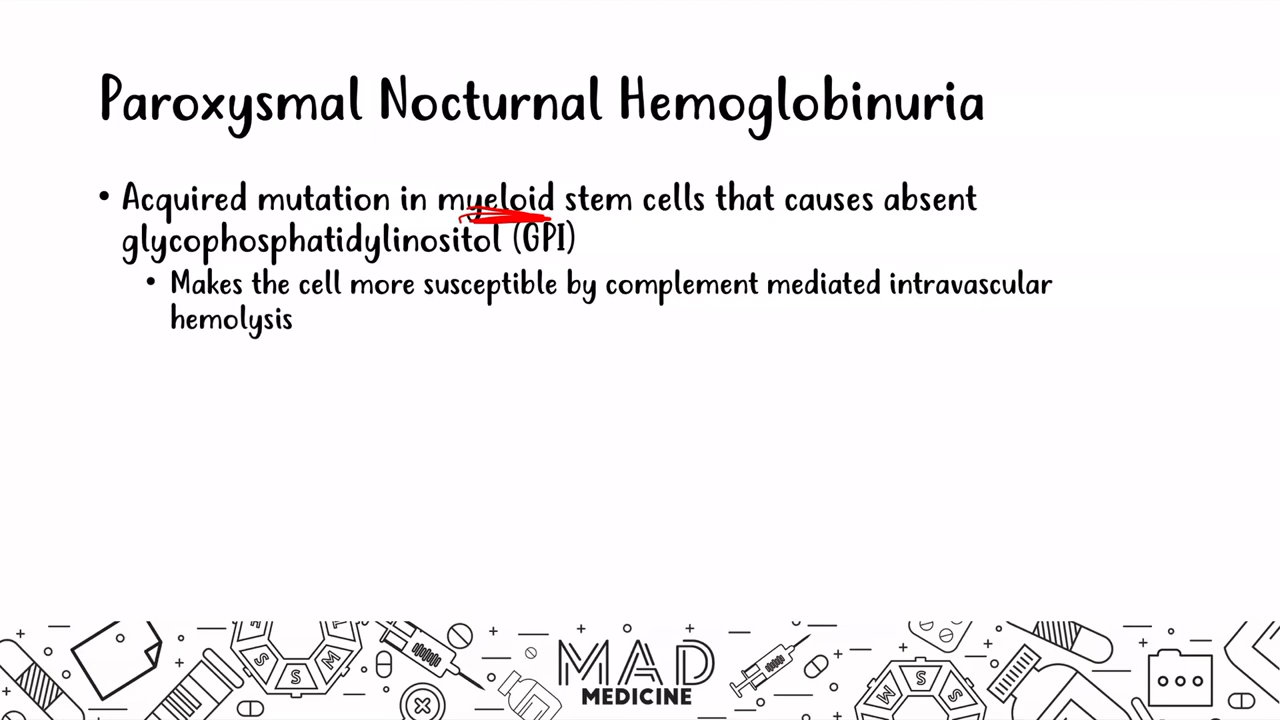 Paroxysmal Nocturnal Hemoglobinuria
• Acquired mutation in myeloid stem cells that causes absent
glycophosphatidylinositol (GPI)
• Makes the cell more susceptible by complement mediated intravascular
hemolysis
MAD
MEDICINE
S
S
M
M
S
S